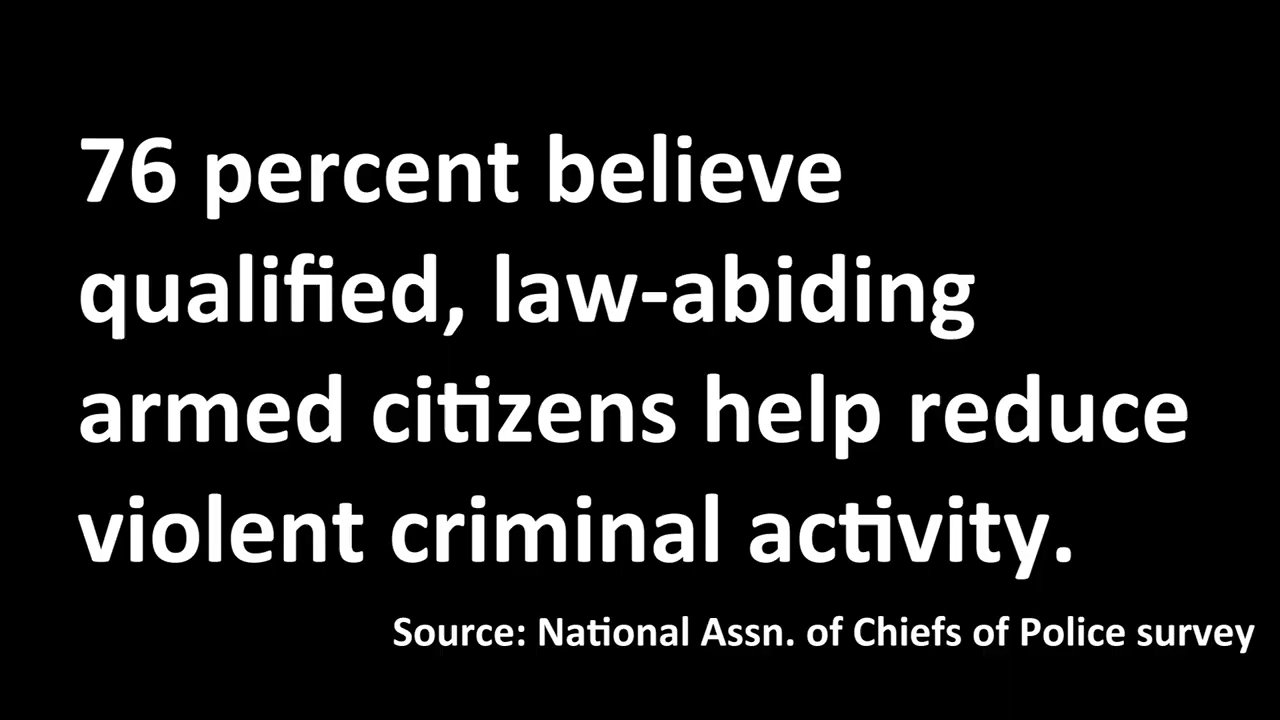 76 percent believe
qualified, law-abiding
armed citizens help reduce
violent criminal activity.
Source: National Assn. of Chiefs of Police survey